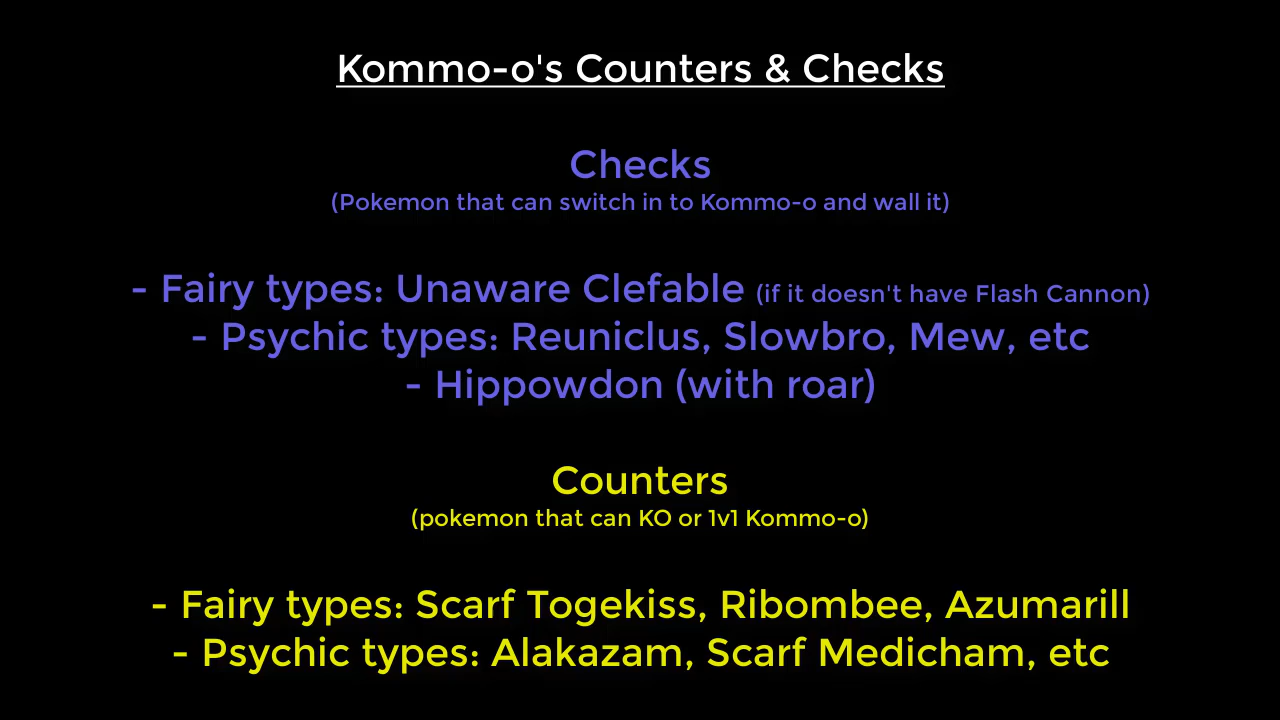 Kommo-o's Counters & Checks
Checks
(Pokemon that can switch in to Kommo-o and wall it)
- Fairy types: Unaware Clefable (if it doesn't have Flash Cannon)
- Psychic types: Reuniclus, Slowbro, Mew, etc
- Hippowdon (with roar)
Counters
(pokemon that can KO or 1v1 Kommo-o)
- Fairy types: Scarf Togekiss, Ribombee, Azumarill
- Psychic types: Alakazam, Scarf Medicham, etc